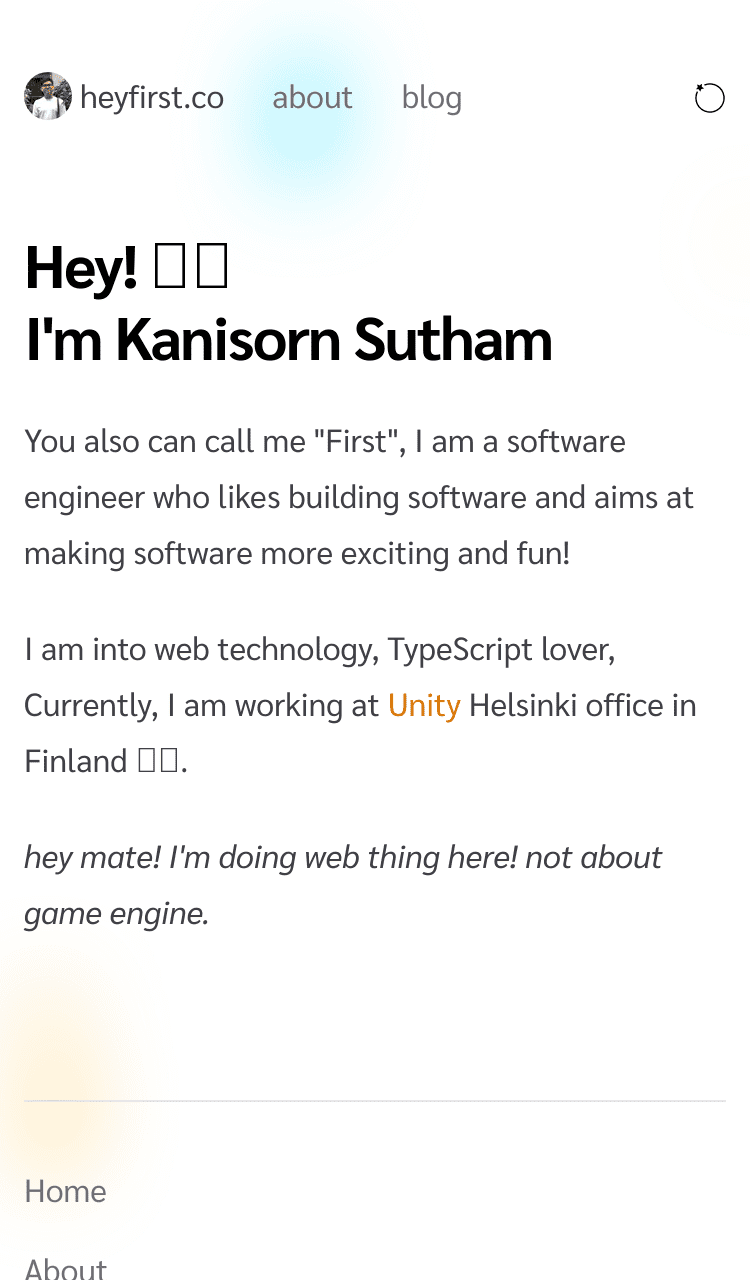 heyfirst.co about blog
Hey!
I'm Kanisorn Sutham
You also can call me "First", I am a software
engineer who likes building software and aims at
making software more exciting and fun!
I am into web technology, TypeScript lover,
Currently, I am working at Unity Helsinki office in
Finland .
hey mate! I'm doing web thing here! not about
game engine.
Home
About